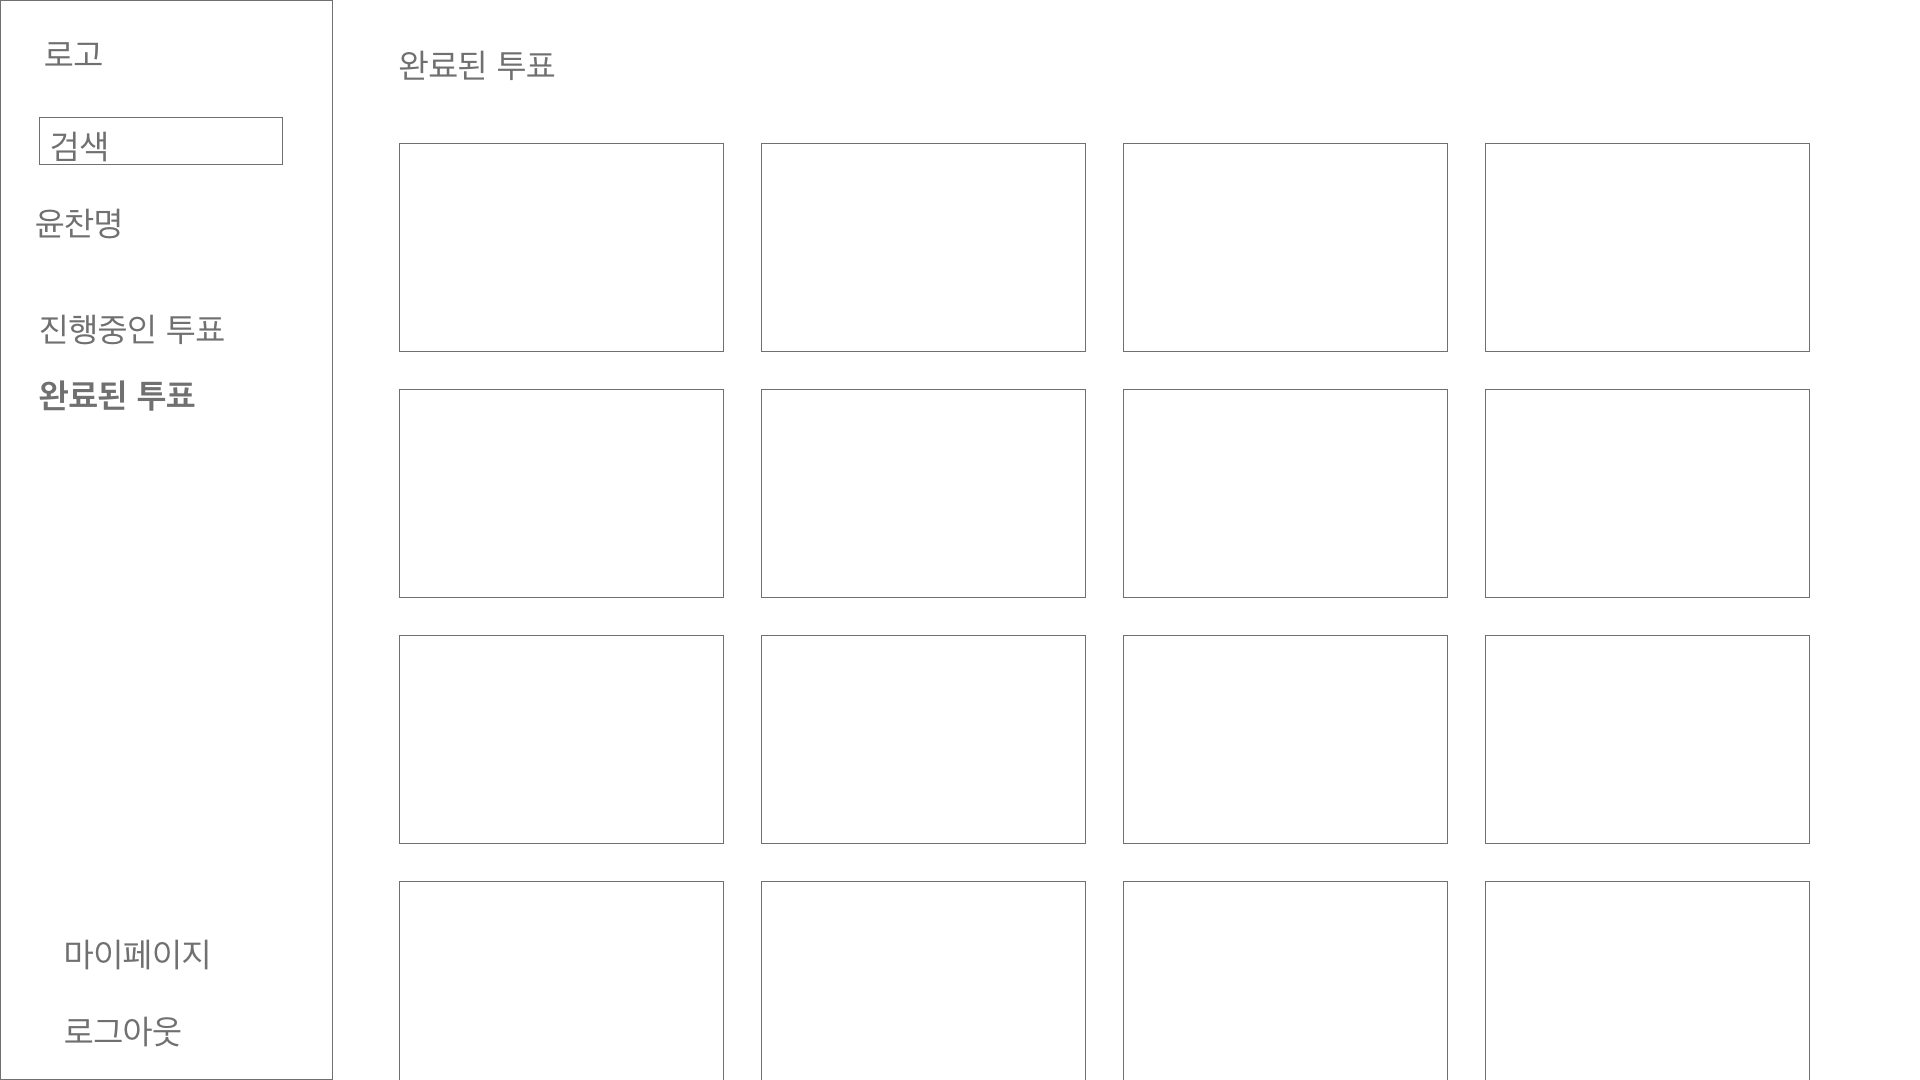 로고
검색
윤찬명
진행중인 투표
완료된 투표
마이페이지
로그아웃
완료된 투표